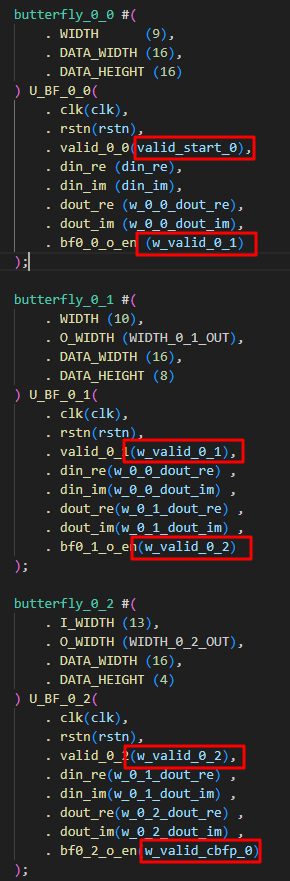 butterfly_0_0 #(
. WIDTH (9),
. DATA_WIDTH (16),
. DATA_HEIGHT (16)
) U_BF_0_0(
. clk(clk),
. rstn(rstn),
. valid_0_0(valid_start_0),
. din_re (din_re),
. din_im (din_im),
. dout_re (w_0_0_dout_re),
. dout_im (w_0_0_dout_im),
. bf0_0_o_en (w_valid_0_1)
);
butterfly_0_1 #(
. WIDTH (10),
. O_WIDTH (WIDTH_0_1_OUT),
. DATA_WIDTH (16),
. DATA_HEIGHT (8)
) U_BF_0_1(
. clk(clk),
. rstn(rstn),
. valid_0_1(w_valid_0_1),
. din_re(w_0_0_dout_re) ,
. din_im(w_0_0_dout_im) ,
. dout_re(w_0_1_dout_re) ,
. dout_im(w_0_1_dout_im) ,
. bf0_1_o_en(w_valid_0_2)
);
butterfly_0_2 #(
. I_WIDTH (13),
. O_WIDTH (WIDTH_0_2_OUT),
. DATA_WIDTH (16),
. DATA_HEIGHT (4)
) U_BF_0_2(
. clk(clk),
. rstn(rstn),
. valid_0_2(w_valid_0_2),
. din_re(w_0_1_dout_re) ,
. din_im(w_0_1_dout_im) ,
. dout_re(w_0_2_dout_re) ,
. dout_im(w_0_2_dout_im) ,
. bf0_2_o_en(w_valid_cbfp_0)
);